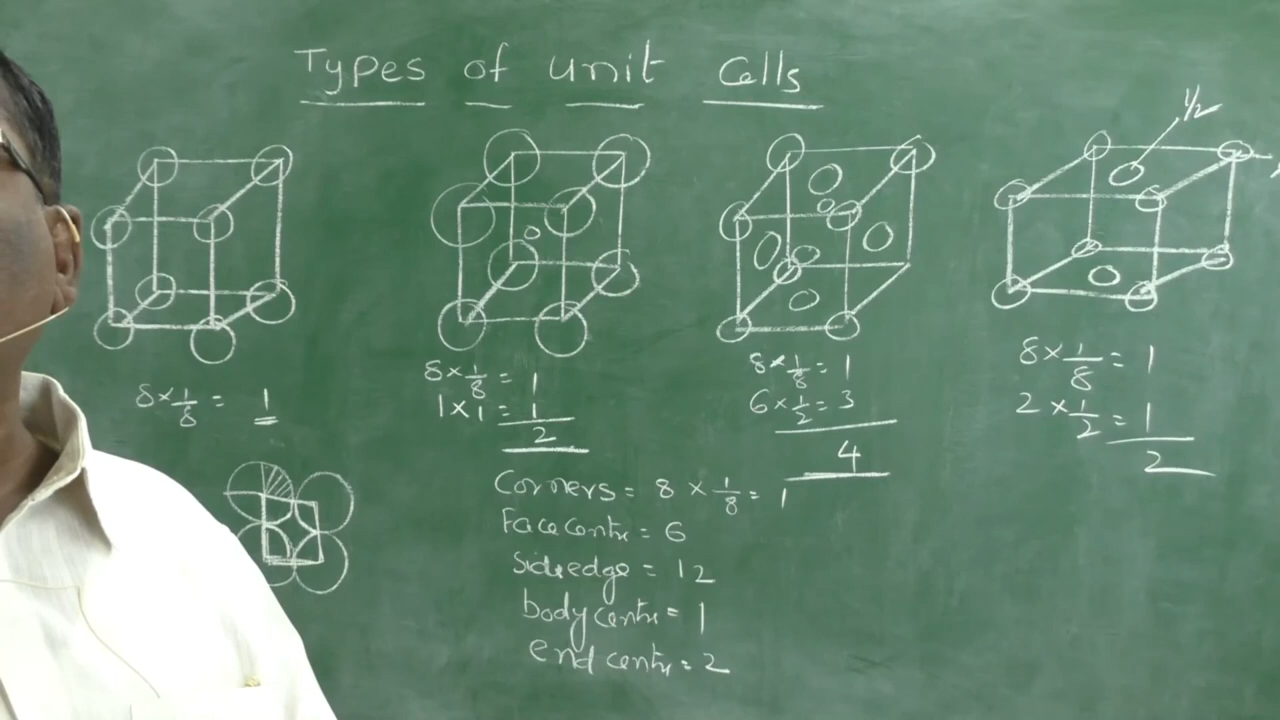 Types of unit Cells
1/2
8 × 1/8 = 1
8 × 1/8 = 1
1 × 1 = 1
2
8 × 1/8 = 1
6 × 1/2 = 3
4
8 × 1/8 = 1
2 × 1/2 = 1
2
Corners = 8 × 1/8 = 1
Face centre = 6
Side edge = 12
body centre = 1
end centre = 2